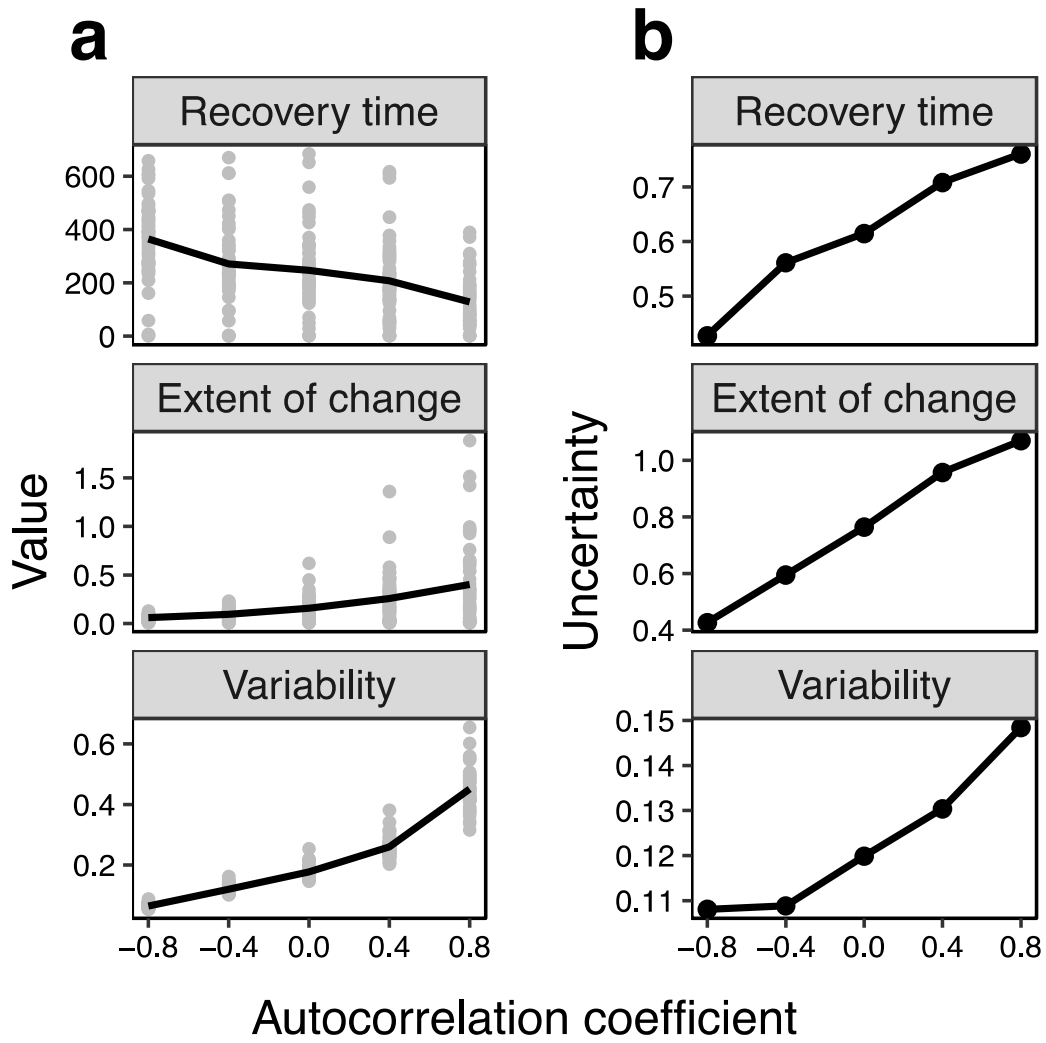 a
Recovery time
600
400
200
0
Extent of change
1.5
1.0
0.5
0.0
Variability
0.6
0.4
0.2
−0.8 −0.4 0.0 0.4 0.8
Value
b
Recovery time
0.7
0.6
0.5
Extent of change
1.0
0.8
0.6
0.4
Variability
0.15
0.14
0.13
0.12
0.11
−0.8 −0.4 0.0 0.4 0.8
Uncertainty
Autocorrelation coefficient